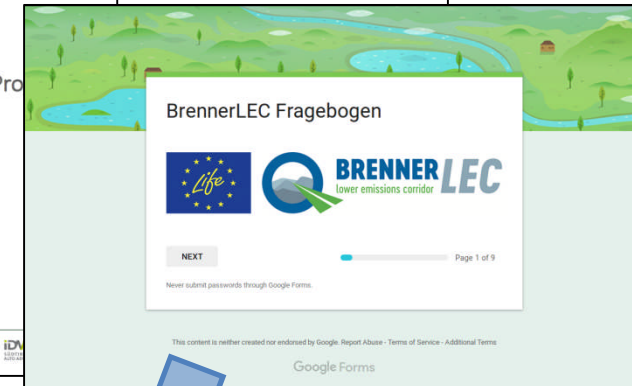 BrennerLEC Fragebogen
Life
BRENNER LEC
lower emissions corridor
NEXT
Page 1 of 9
Never submit passwords through Google Forms.
This content is neither created nor endorsed by Google. Report Abuse - Terms of Service - Additional Terms
Google Forms